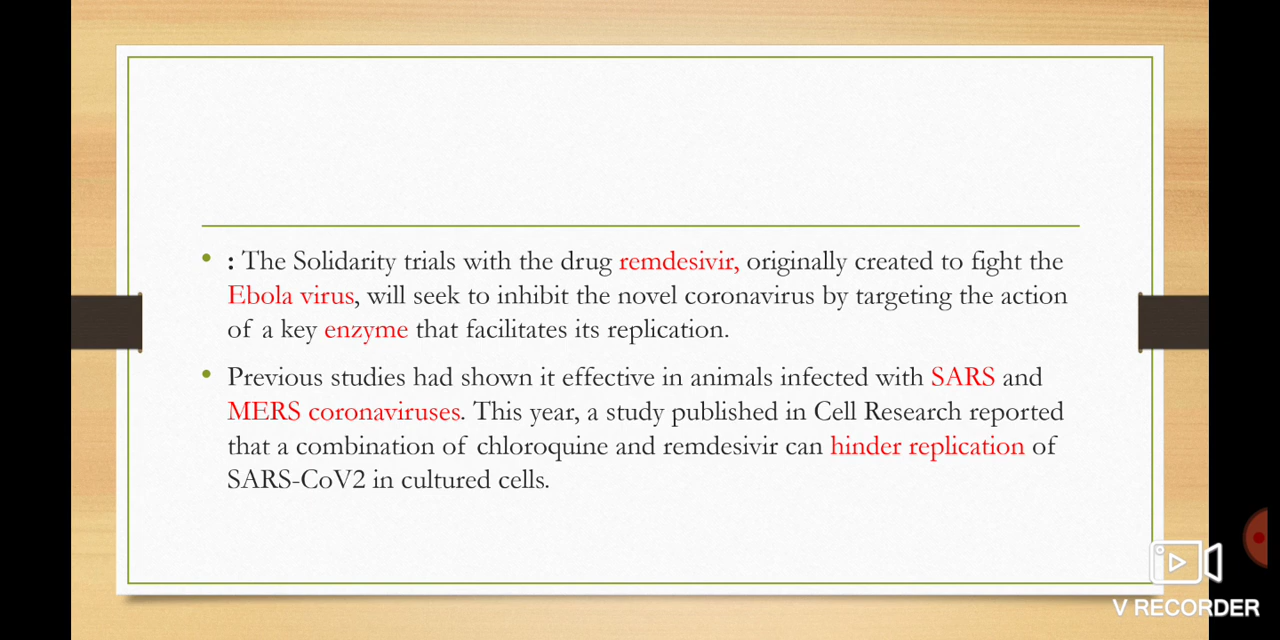 : The Solidarity trials with the drug remdesivir, originally created to fight the
Ebola virus, will seek to inhibit the novel coronavirus by targeting the action
of a key enzyme that facilitates its replication.
Previous studies had shown it effective in animals infected with SARS and
MERS coronaviruses. This year, a study published in Cell Research reported
that a combination of chloroquine and remdesivir can hinder replication of
SARS-CoV2 in cultured cells.
V RECORDER